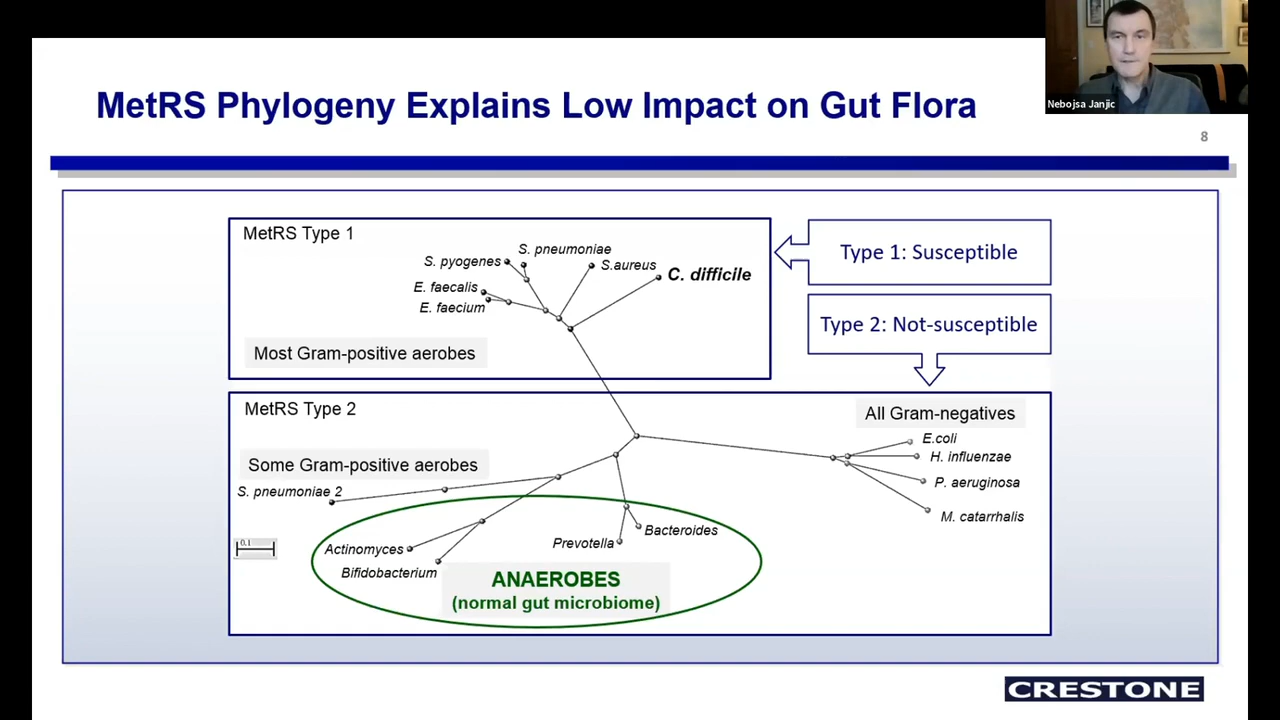 Nebojsa Janjic
MetRS Phylogeny Explains Low Impact on Gut Flora
8
MetRS Type 1
S. pneumoniae
S. pyogenes
S.aureus
C. difficile
E. faecalis
E. faecium
Most Gram-positive aerobes
Type 1: Susceptible
Type 2: Not-susceptible
MetRS Type 2
All Gram-negatives
E.coli
H. influenzae
P. aeruginosa
M. catarrhalis
Some Gram-positive aerobes
S. pneumoniae 2
0.1
Actinomyces
Bifidobacterium
Prevotella
Bacteroides
ANAEROBES
(normal gut microbiome)
CRESTONE